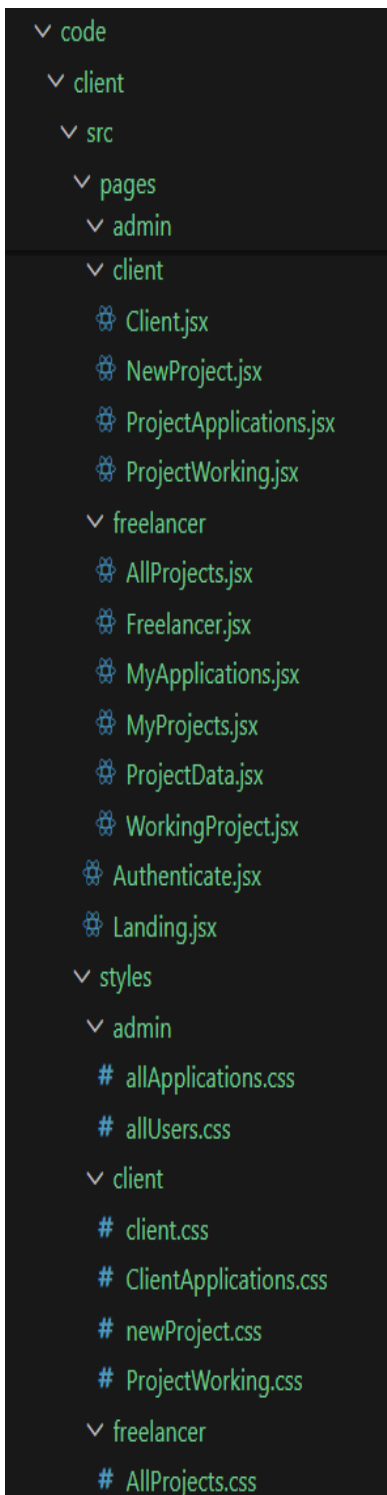 code
client
src
pages
admin
client
Client.jsx
NewProject.jsx
ProjectApplications.jsx
ProjectWorking.jsx
freelancer
AllProjects.jsx
Freelancer.jsx
MyApplications.jsx
MyProjects.jsx
ProjectData.jsx
WorkingProject.jsx
Authenticate.jsx
Landing.jsx
styles
admin
# allApplications.css
# allUsers.css
client
# client.css
# ClientApplications.css
# newProject.css
# ProjectWorking.css
freelancer
# AllProjects.css